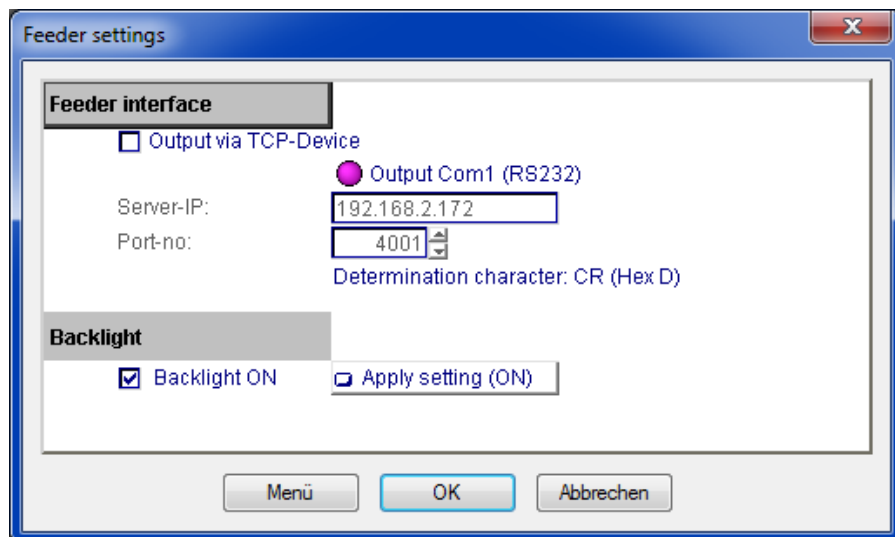 Feeder settings
Feeder interface
Output via TCP-Device
Output Com1 (RS232)
Server-IP: 192.168.2.172
Port-no: 4001
Determination character: CR (Hex D)
Backlight
Backlight ON Apply setting (ON)
Menü OK Abbrechen